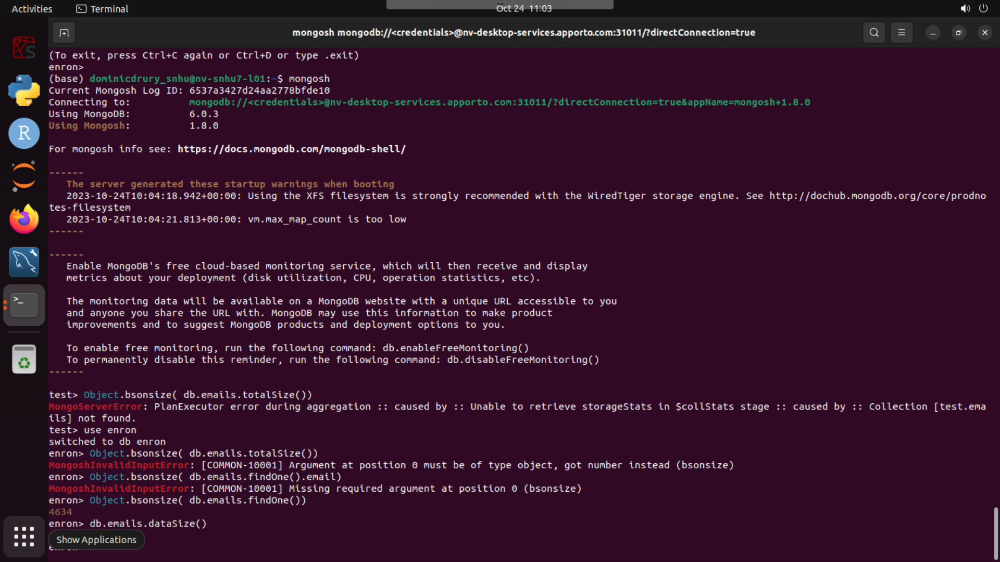 Activities
Terminal
Oct 24 11:03
mongosh mongodb://<credentials>@nv-desktop-services.apporto.com:31011/?directConnection=true
(To exit, press Ctrl+C again or Ctrl+D or type .exit)
enron>
(base) dominicdrury_snhu@nv-snhu7-l01:~$ mongosh
Current Mongosh Log ID: 6537a3427d24aa2778bfde10
Connecting to: mongodb://<credentials>@nv-desktop-services.apporto.com:31011/?directConnection=true&appName=mongosh+1.8.0
Using MongoDB: 6.0.3
Using Mongosh: 1.8.0
For mongosh info see: https://docs.mongodb.com/mongodb-shell/
------
The server generated these startup warnings when booting
2023-10-24T10:04:18.942+00:00: Using the XFS filesystem is strongly recommended with the WiredTiger storage engine. See http://dochub.mongodb.org/core/prodno
tes-filesystem
2023-10-24T10:04:21.813+00:00: vm.max_map_count is too low
------
------
Enable MongoDB's free cloud-based monitoring service, which will then receive and display
metrics about your deployment (disk utilization, CPU, operation statistics, etc).
The monitoring data will be available on a MongoDB website with a unique URL accessible to you
and anyone you share the URL with. MongoDB may use this information to make product
improvements and to suggest MongoDB products and deployment options to you.
To enable free monitoring, run the following command: db.enableFreeMonitoring()
To permanently disable this reminder, run the following command: db.disableFreeMonitoring()
------
test> Object.bsonsize( db.emails.totalSize())
MongoServerError: PlanExecutor error during aggregation :: caused by :: Unable to retrieve storageStats in $collStats stage :: caused by :: Collection [test.ema
ils] not found.
test> use enron
switched to db enron
enron> Object.bsonsize( db.emails.totalSize())
MongoshInvalidInputError: [COMMON-10001] Argument at position 0 must be of type object, got number instead (bsonsize)
enron> Object.bsonsize( db.emails.findOne().email)
MongoshInvalidInputError: [COMMON-10001] Missing required argument at position 0 (bsonsize)
enron> Object.bsonsize( db.emails.findOne())
4634
enron> db.emails.dataSize()
Show Applications